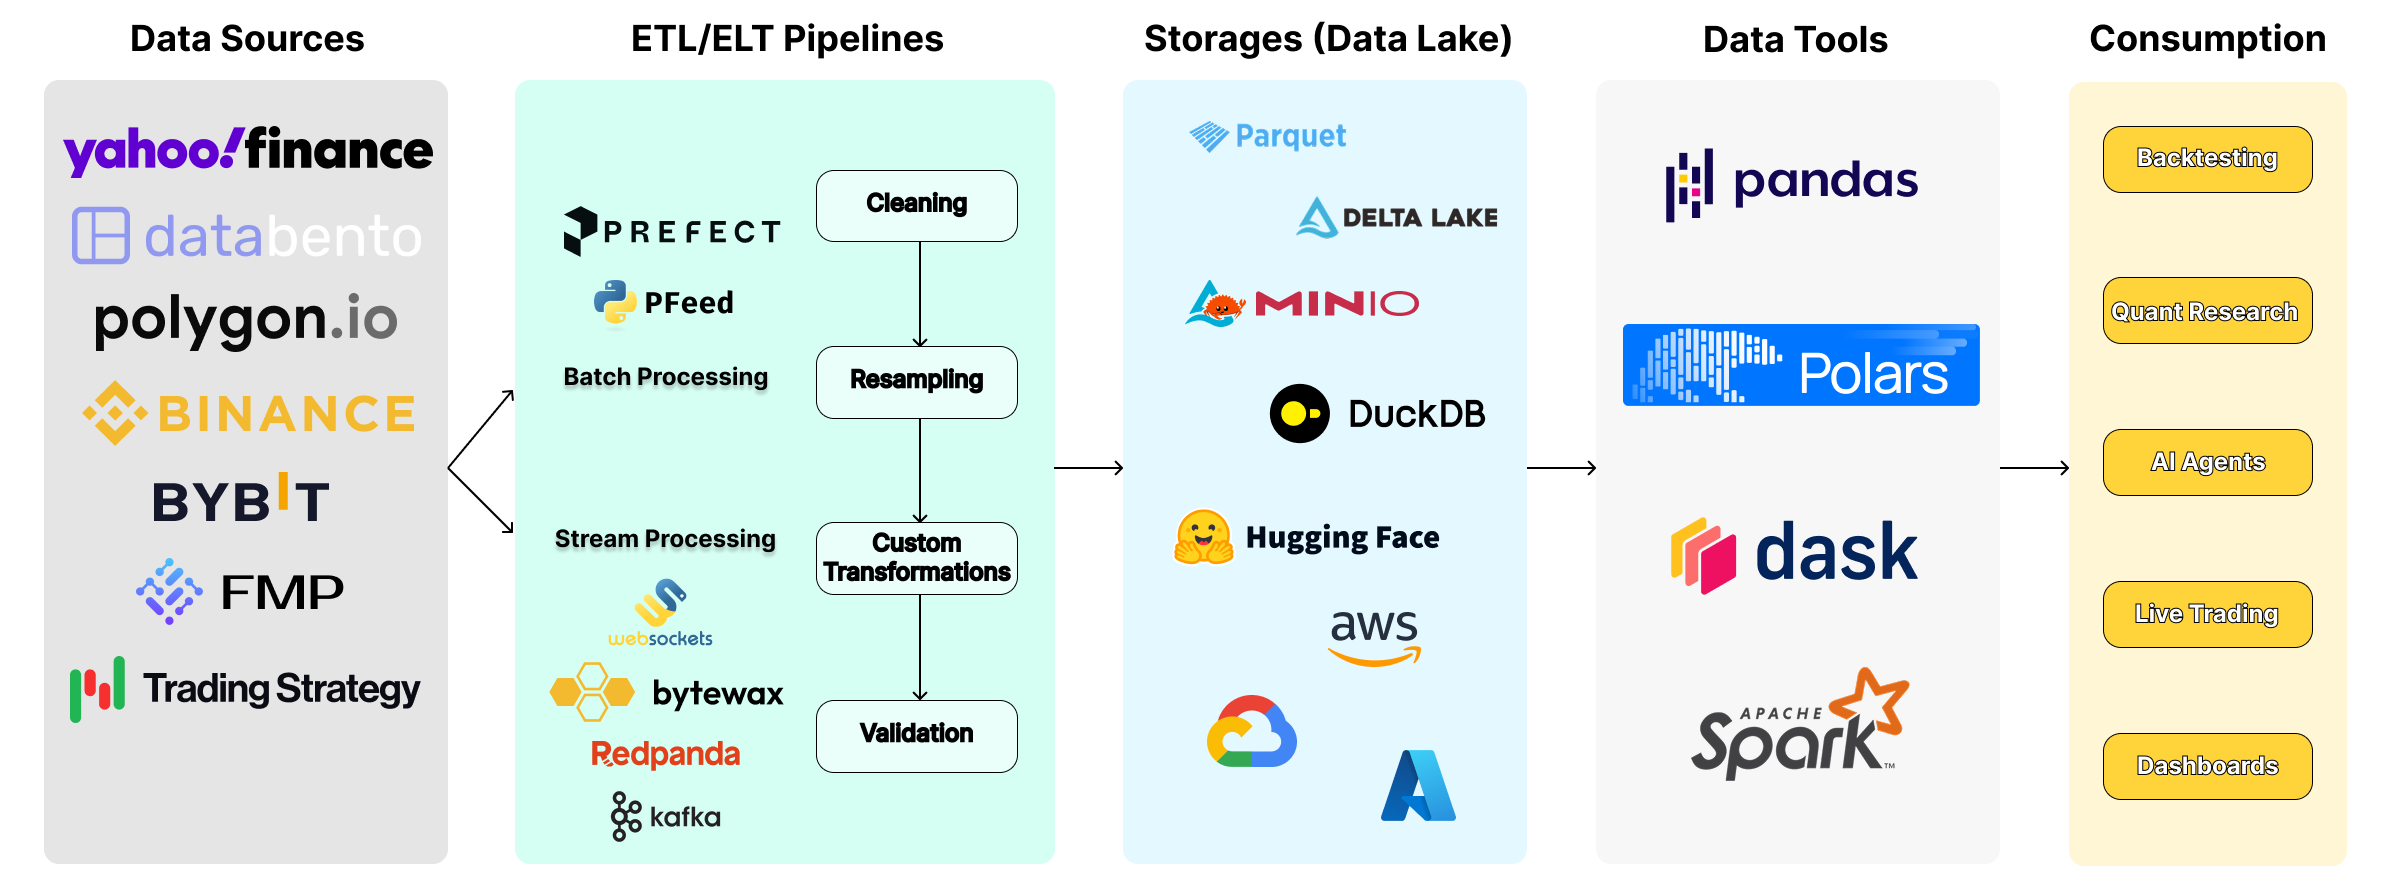 Data Sources
yahoo!finance
databento
polygon.io
BINANCE
BYBIT
FMP
Trading Strategy
ETL/ELT Pipelines
PREFECT
PFeed
Batch Processing
Stream Processing
websockets
bytewax
Redpanda
kafka
Cleaning
Resampling
Custom
Transformations
Validation
Storages (Data Lake)
Parquet
DELTA LAKE
MINIO
DuckDB
Hugging Face
aws
Data Tools
pandas
Polars
dask
APACHE
Spark™
Consumption
Backtesting
Quant Research
AI Agents
Live Trading
Dashboards